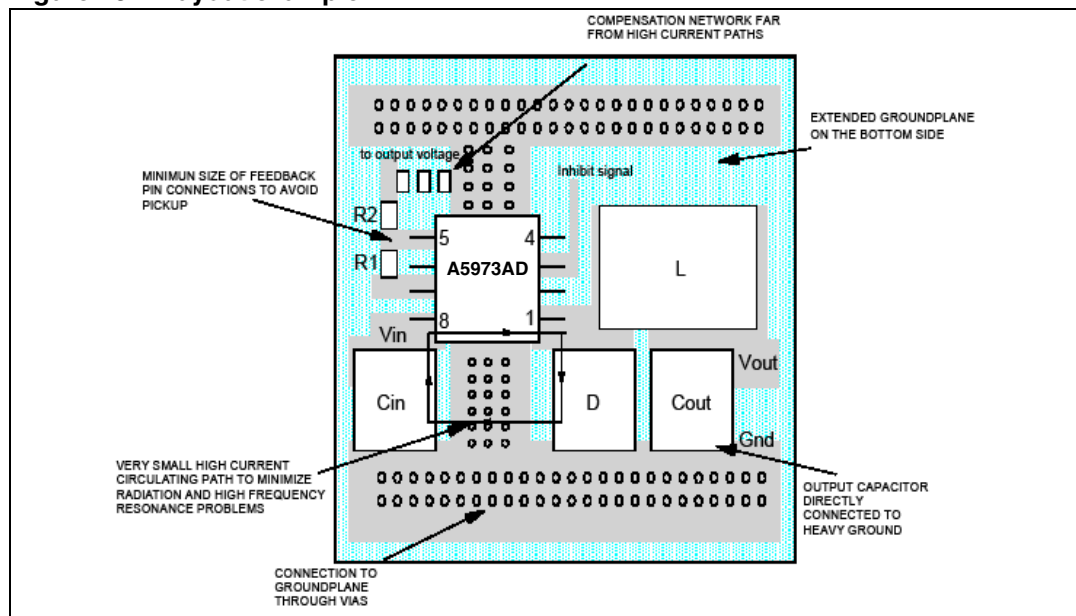 Figure Layout example
COMPENSATION NETWORK FAR
FROM HIGH CURRENT PATHS
EXTENDED GROUNDPLANE
ON THE BOTTOM SIDE
to output voltage
Inhibit signal
MINIMUN SIZE OF FEEDBACK
PIN CONNECTIONS TO AVOID
PICKUP
R2
R1
5
4
A5973AD
8
1
L
Vin
Vout
Cin
D
Cout
Gnd
VERY SMALL HIGH CURRENT
CIRCULATING PATH TO MINIMIZE
RADIATION AND HIGH FREQUENCY
RESONANCE PROBLEMS
OUTPUT CAPACITOR
DIRECTLY
CONNECTED TO
HEAVY GROUND
CONNECTION TO
GROUNDPLANE
THROUGH VIAS